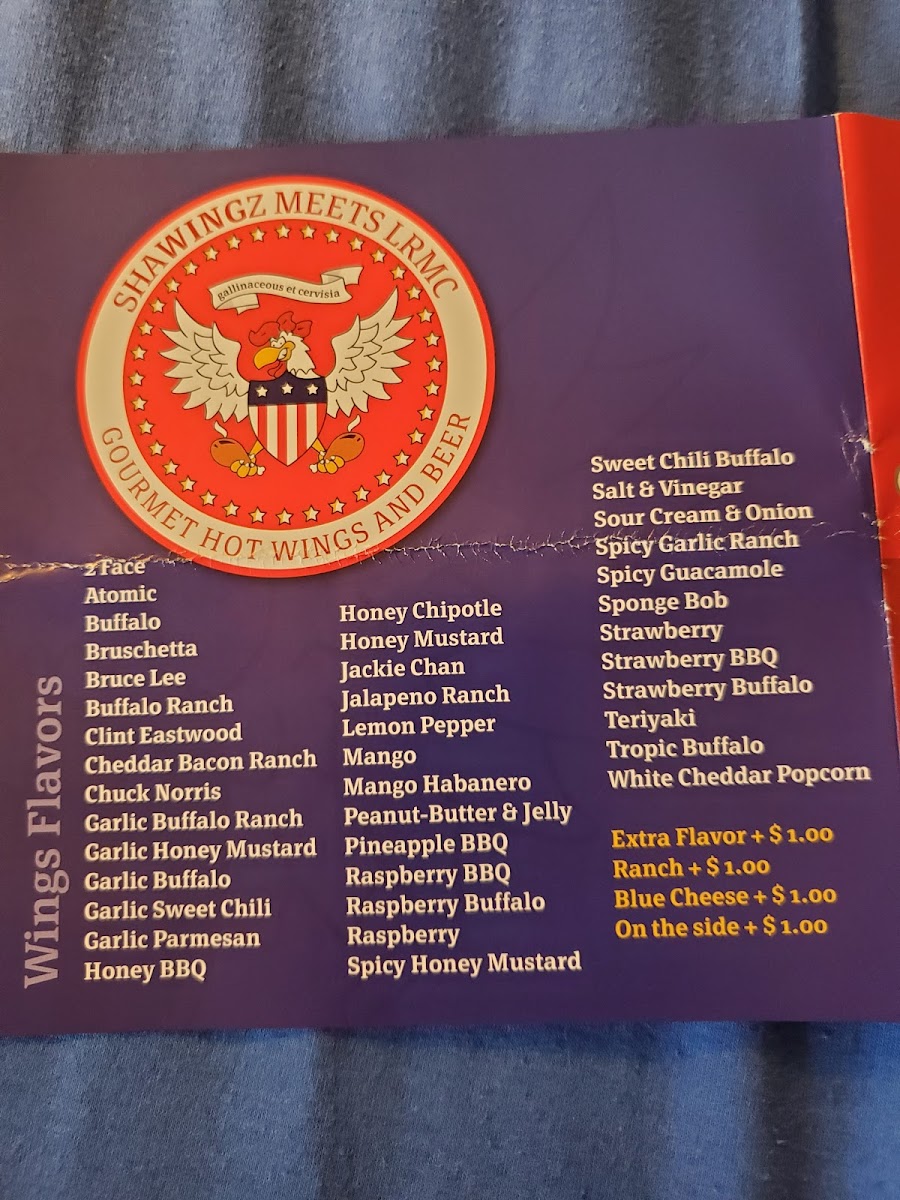 SHAWINGZ MEETS LRMC
gallinaceous et cervisia
GOURMET HOT WINGS AND BEER
Wings Flavors
2 Face
Atomic
Buffalo
Bruschetta
Bruce Lee
Buffalo Ranch
Clint Eastwood
Cheddar Bacon Ranch
Chuck Norris
Garlic Buffalo Ranch
Garlic Honey Mustard
Garlic Buffalo
Garlic Sweet Chili
Garlic Parmesan
Honey BBQ
Honey Chipotle
Honey Mustard
Jackie Chan
Jalapeno Ranch
Lemon Pepper
Mango
Mango Habanero
Peanut-Butter & Jelly
Pineapple BBQ
Raspberry BBQ
Raspberry Buffalo
Raspberry
Spicy Honey Mustard
Sweet Chili Buffalo
Salt & Vinegar
Sour Cream & Onion
Spicy Garlic Ranch
Spicy Guacamole
Sponge Bob
Strawberry
Strawberry BBQ
Strawberry Buffalo
Teriyaki
Tropic Buffalo
White Cheddar Popcorn
Extra Flavor + $ 1.00
Ranch + $ 1.00
Blue Cheese + $ 1.00
On the side + $ 1.00